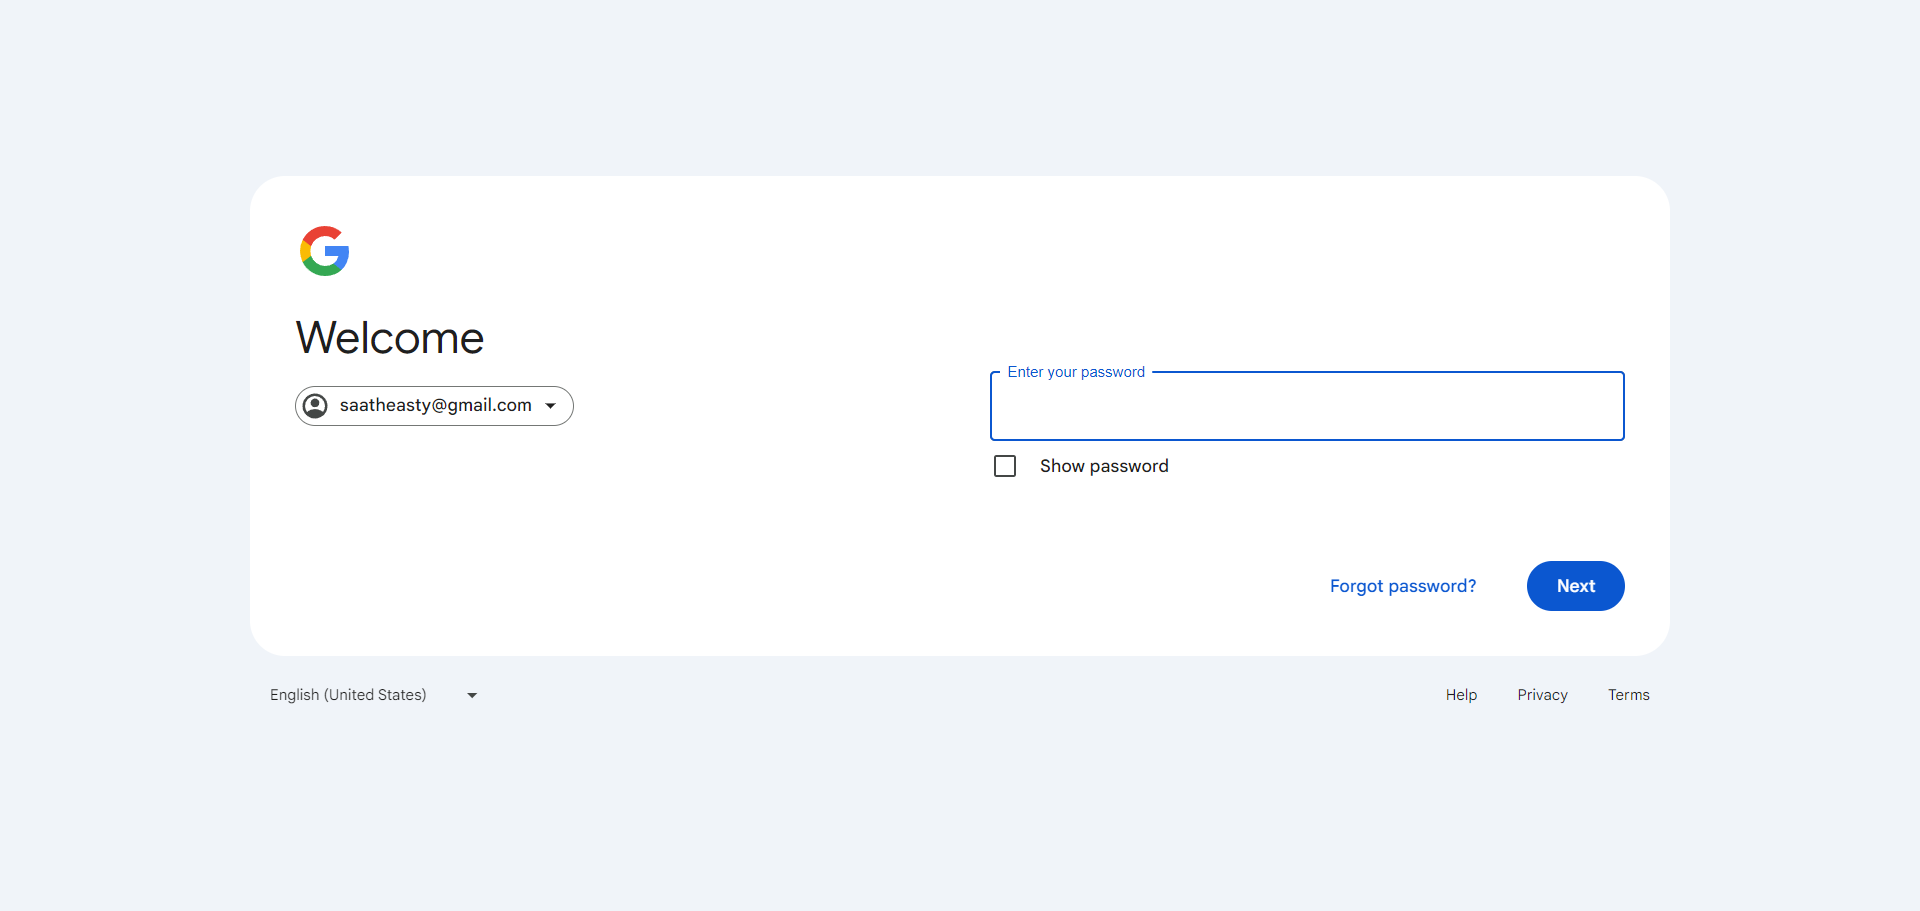 Welcome
saatheasty@gmail.com
Enter your password
Show password
Forgot password?
Next
English (United States)
Help
Privacy
Terms